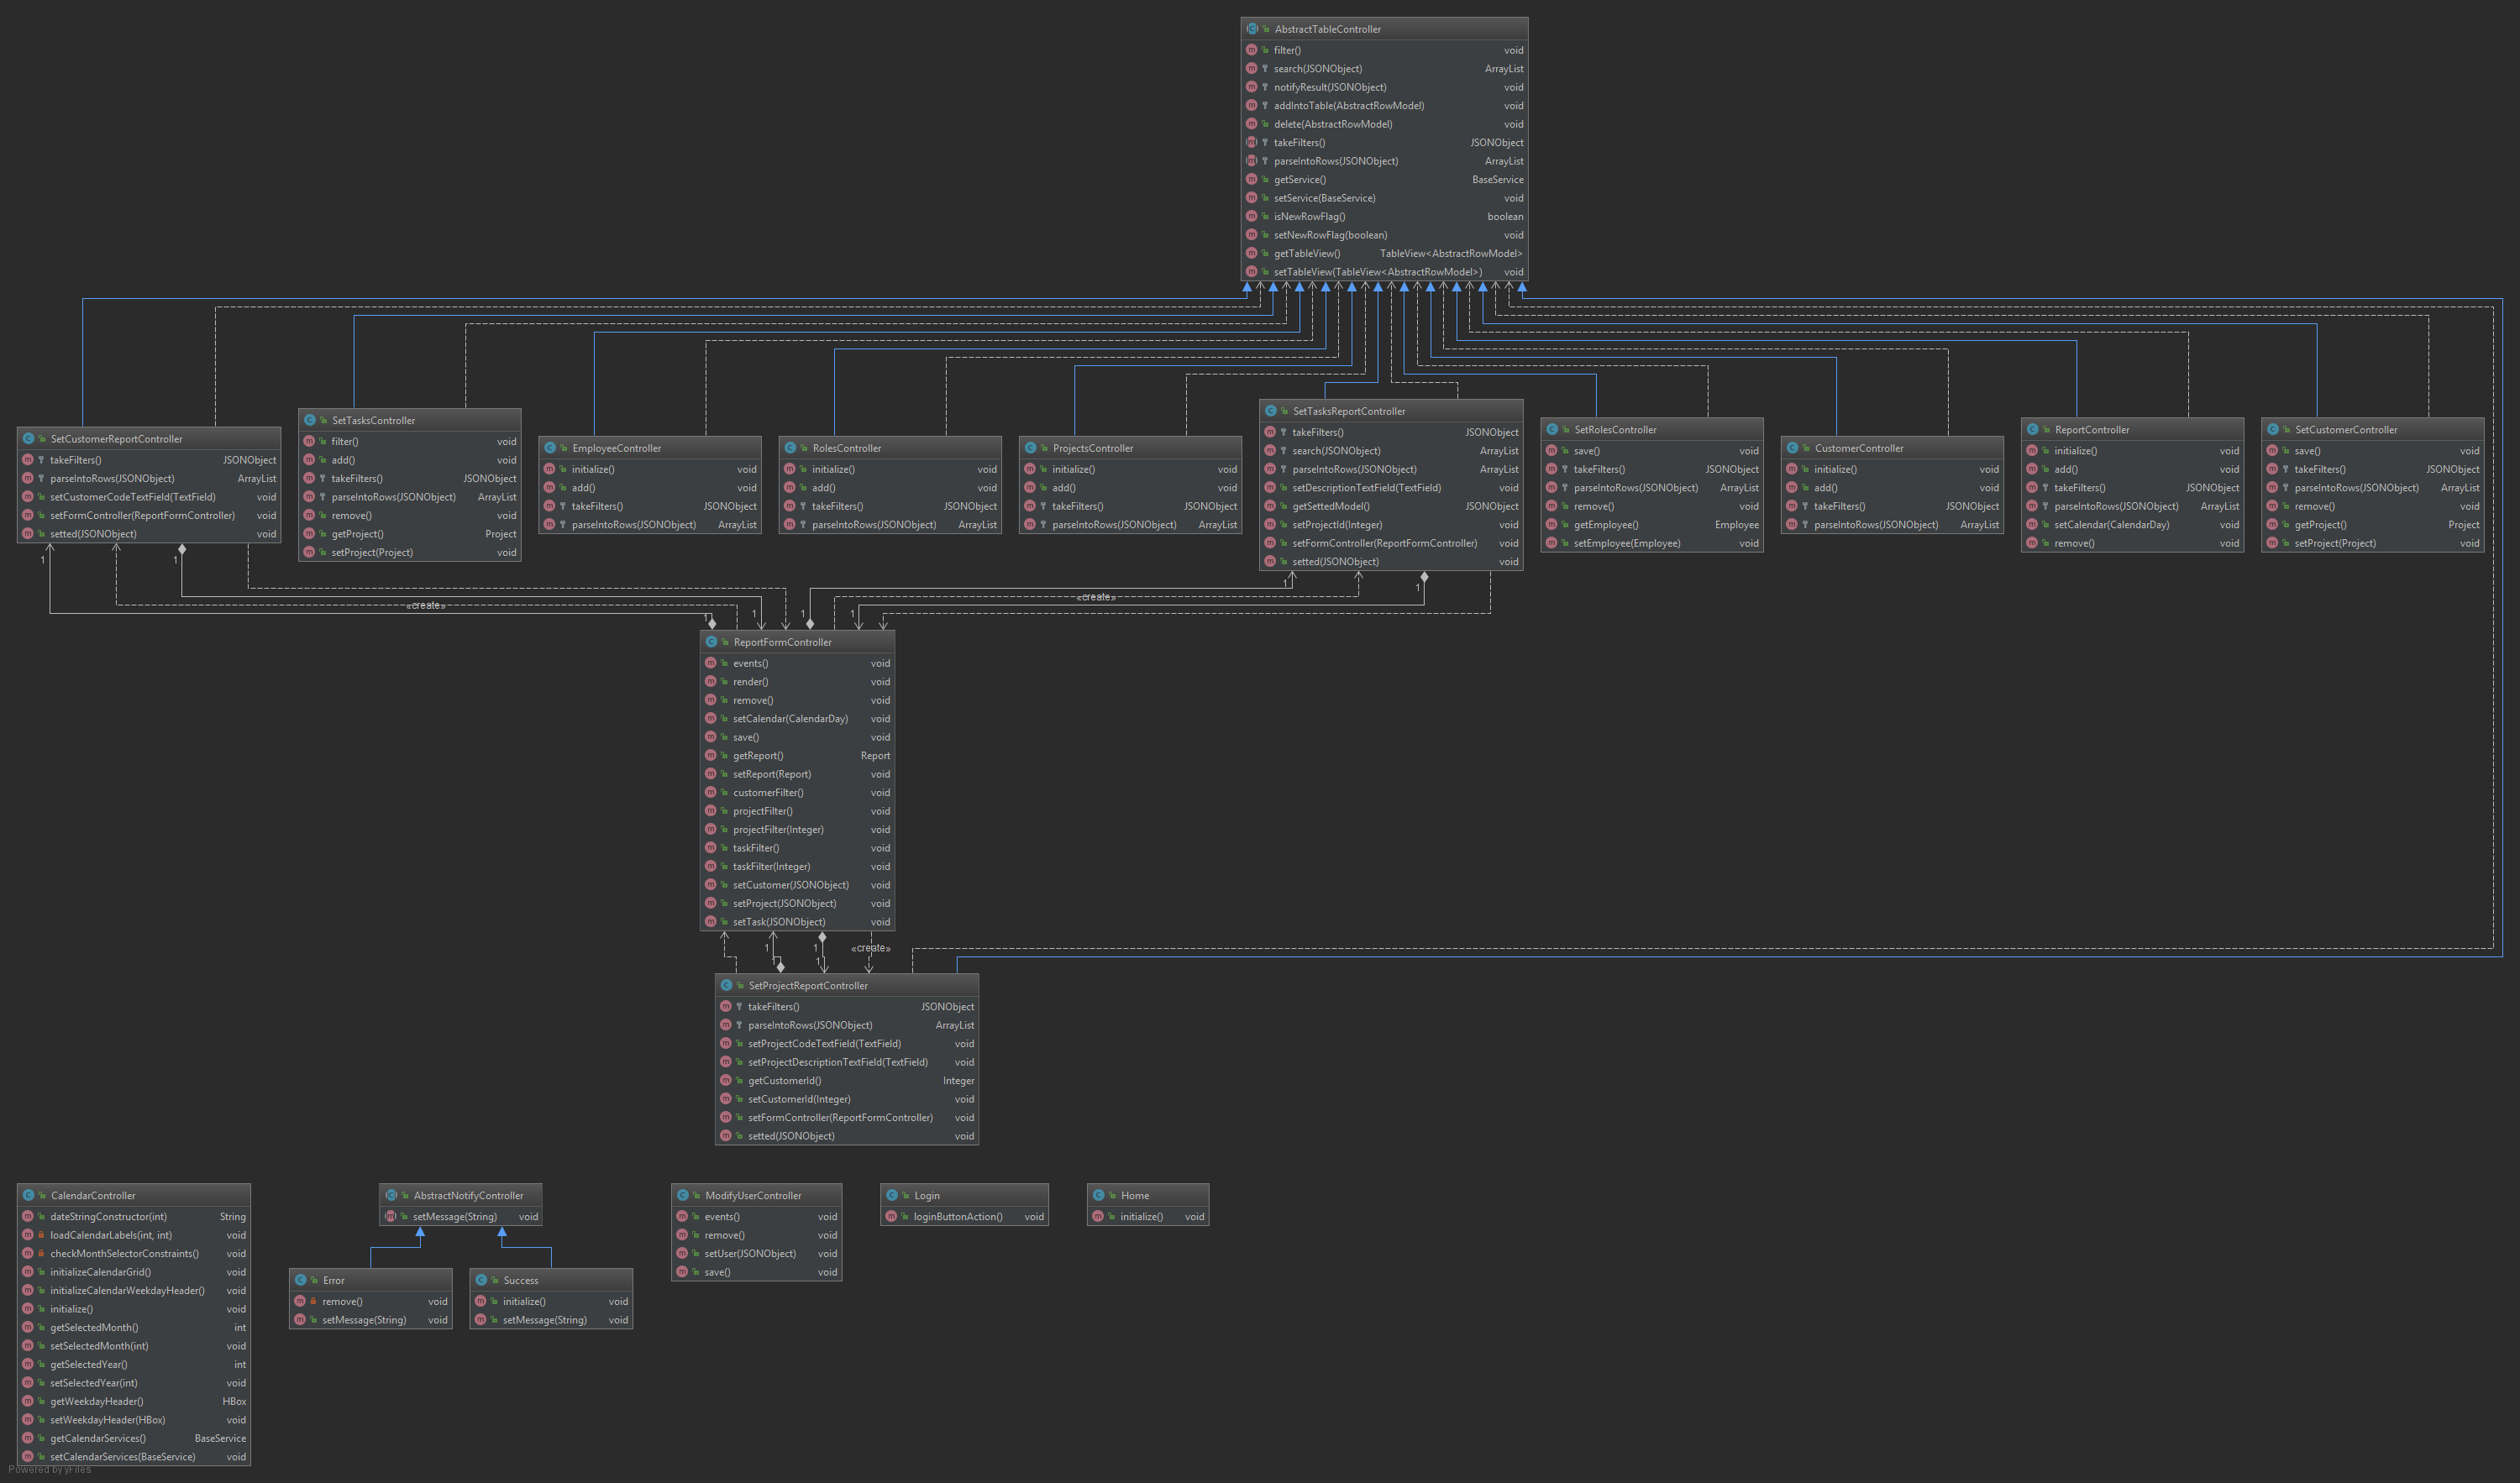 AbstractTableController
filter() void
search(JSONObject) ArrayList
notifyResult(JSONObject) void
addIntoTable(AbstractRowModel) void
delete(AbstractRowModel) void
takeFilters() JSONObject
parseIntoRows(JSONObject) ArrayList
getService() BaseService
setService(BaseService) void
isNewRowFlag() boolean
setNewRowFlag(boolean) void
getTableView() TableView<AbstractRowModel>
setTableView(TableView<AbstractRowModel>) void
SetCustomerReportController
takeFilters() JSONObject
parseIntoRows(JSONObject) ArrayList
setCustomerCodeTextField(TextField) void
setFormController(ReportFormController) void
setted(JSONObject) void
SetTasksController
filter() void
add() void
takeFilters() JSONObject
parseIntoRows(JSONObject) ArrayList
remove() void
getProject() Project
setProject(Project) void
EmployeeController
initialize() void
add() void
takeFilters() JSONObject
parseIntoRows(JSONObject) ArrayList
RolesController
initialize() void
add() void
takeFilters() JSONObject
parseIntoRows(JSONObject) ArrayList
ProjectsController
initialize() void
add() void
takeFilters() JSONObject
parseIntoRows(JSONObject) ArrayList
SetTasksReportController
takeFilters() JSONObject
search(JSONObject) ArrayList
parseIntoRows(JSONObject) ArrayList
setDescriptionTextField(TextField) void
getSettedModel() JSONObject
setProjectId(Integer) void
setFormController(ReportFormController) void
setted(JSONObject) void
SetRolesController
save() void
takeFilters() JSONObject
parseIntoRows(JSONObject) ArrayList
remove() void
getEmployee() Employee
setEmployee(Employee) void
CustomerController
initialize() void
add() void
takeFilters() JSONObject
parseIntoRows(JSONObject) ArrayList
ReportController
initialize() void
add() void
takeFilters() JSONObject
parseIntoRows(JSONObject) ArrayList
setCalendar(CalendarDay) void
remove() void
SetCustomerController
save() void
takeFilters() JSONObject
parseIntoRows(JSONObject) ArrayList
remove() void
getProject() Project
setProject(Project) void
1
1
1
1
«create»
«create»
1
1
1
1
ReportFormController
events() void
render() void
remove() void
setCalendar(CalendarDay) void
save() void
getReport() Report
setReport(Report) void
customerFilter() void
projectFilter() void
projectFilter(Integer) void
taskFilter() void
taskFilter(Integer) void
setCustomer(JSONObject) void
setProject(JSONObject) void
setTask(JSONObject) void
1
1
«create»
1
1
SetProjectReportController
takeFilters() JSONObject
parseIntoRows(JSONObject) ArrayList
setProjectCodeTextField(TextField) void
setProjectDescriptionTextField(TextField) void
getCustomerId() Integer
setCustomerId(Integer) void
setFormController(ReportFormController) void
setted(JSONObject) void
CalendarController
dateStringConstructor(int) String
loadCalendarLabels(int, int) void
checkMonthSelectorConstraints() void
initializeCalendarGrid() void
initializeCalendarWeekdayHeader() void
initialize() void
getSelectedMonth() int
setSelectedMonth(int) void
getSelectedYear() int
setSelectedYear(int) void
getWeekdayHeader() HBox
setWeekdayHeader(HBox) void
getCalendarServices() BaseService
setCalendarServices(BaseService) void
AbstractNotifyController
setMessage(String) void
Error
remove() void
setMessage(String) void
Success
initialize() void
setMessage(String) void
ModifyUserController
events() void
remove() void
setUser(JSONObject) void
save() void
Login
loginButtonAction() void
Home
initialize() void
Powered by yFiles